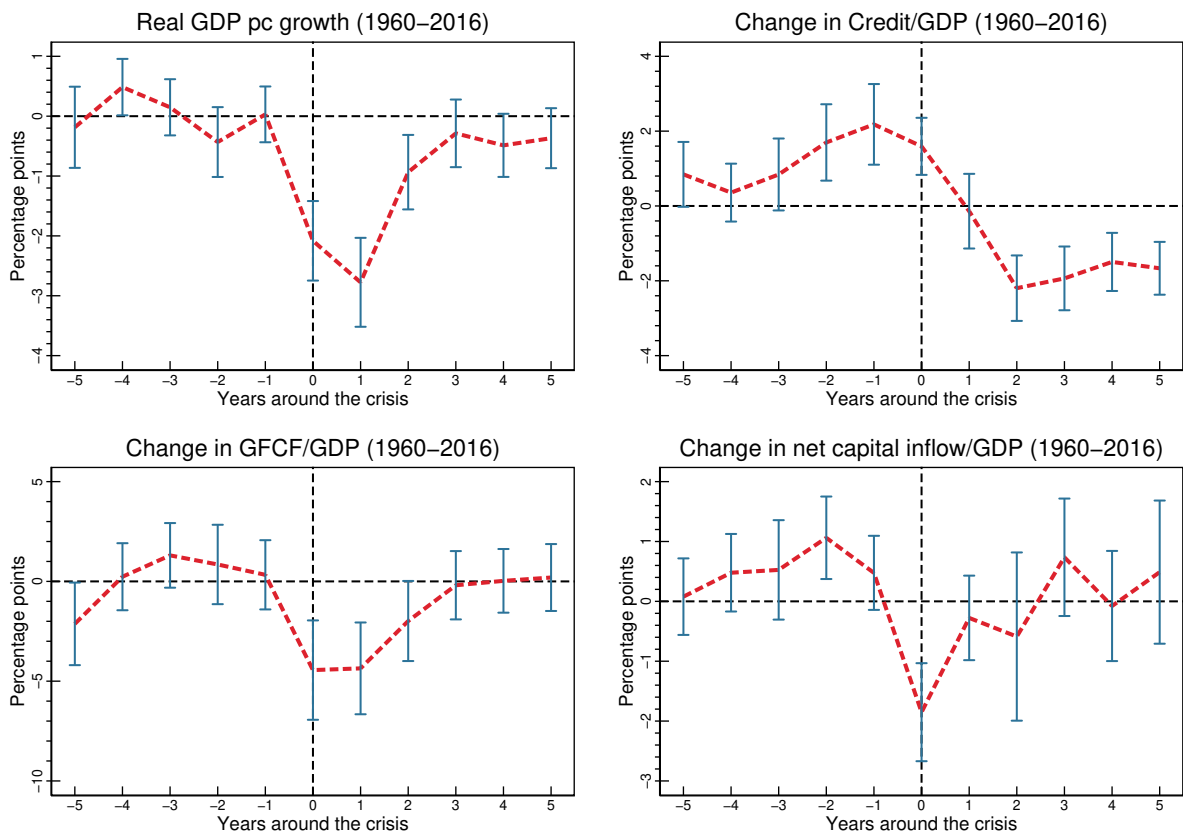 Real GDP pc growth (1960−2016)
Percentage points
1
0
−1
−2
−3
−4
−5 −4 −3 −2 −1 0 1 2 3 4 5
Years around the crisis
Change in Credit/GDP (1960−2016)
Percentage points
4
2
0
−2
−4
−5 −4 −3 −2 −1 0 1 2 3 4 5
Years around the crisis
Change in GFCF/GDP (1960−2016)
Percentage points
5
0
−5
−10
−5 −4 −3 −2 −1 0 1 2 3 4 5
Years around the crisis
Change in net capital inflow/GDP (1960−2016)
Percentage points
2
1
0
−1
−2
−3
−5 −4 −3 −2 −1 0 1 2 3 4 5
Years around the crisis